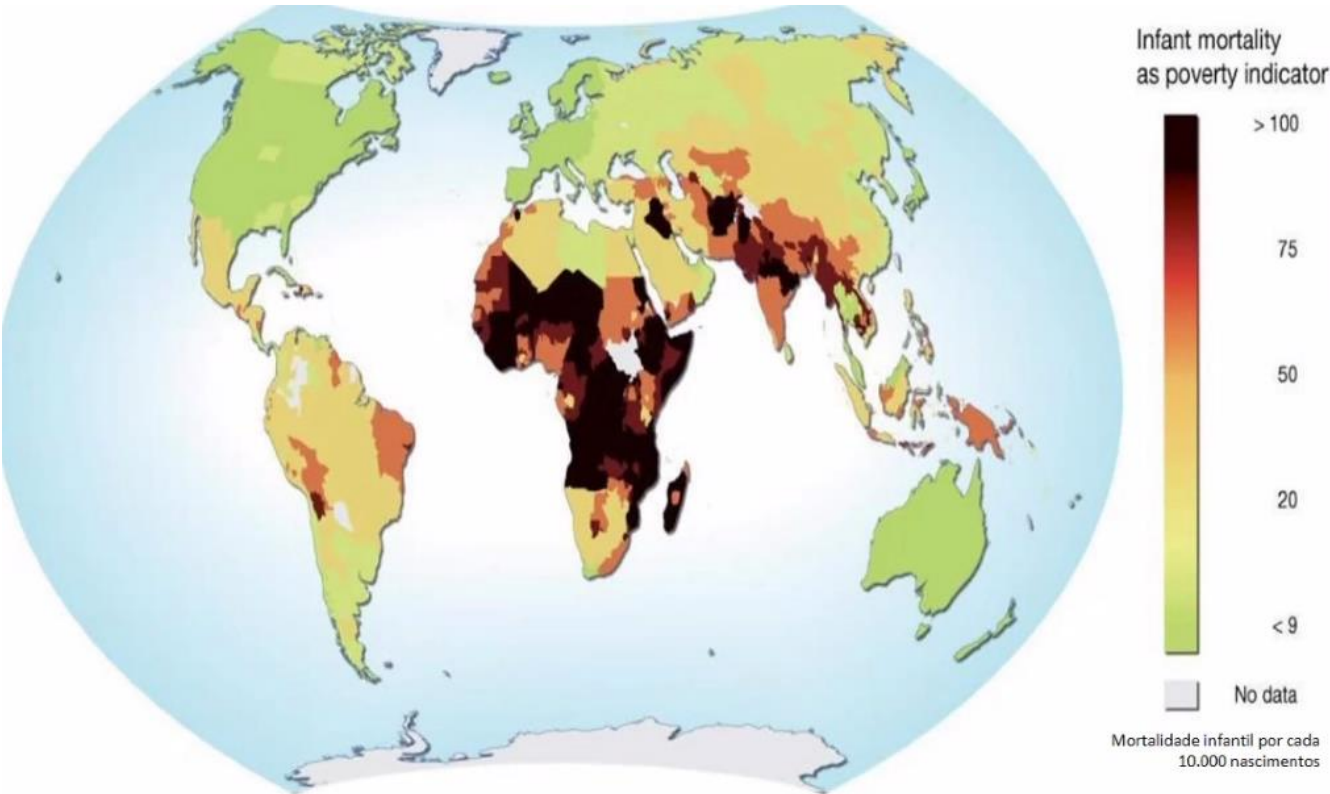 Infant mortality
as poverty indicator
> 100
75
50
20
< 9
No data
Mortalidade infantil por cada
10.000 nascimentos